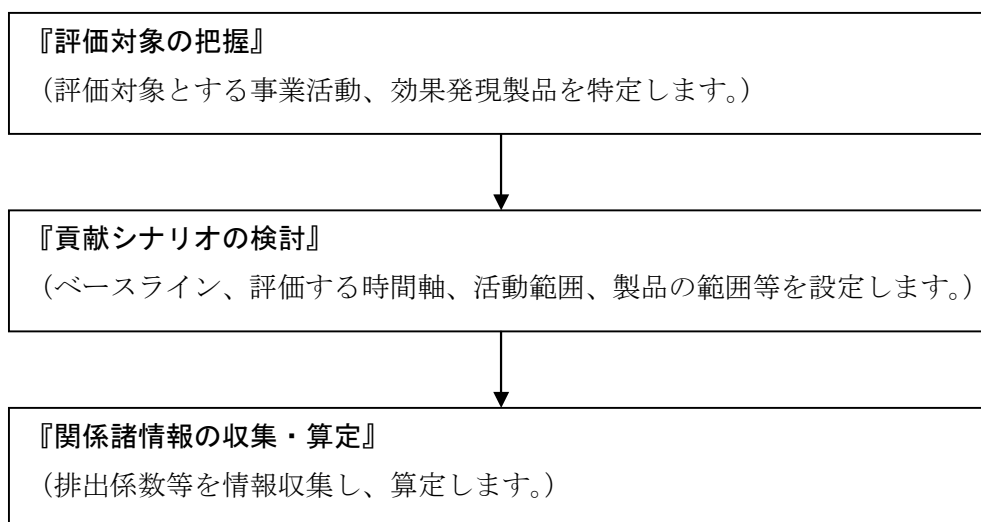 『評価対象の把握』
(評価対象とする事業活動、効果発現製品を特定します。)
『貢献シナリオの検討』
(ベースライン、評価する時間軸、活動範囲、製品の範囲等を設定します。)
『関係諸情報の収集・算定』
(排出係数等を情報収集し、算定します。)